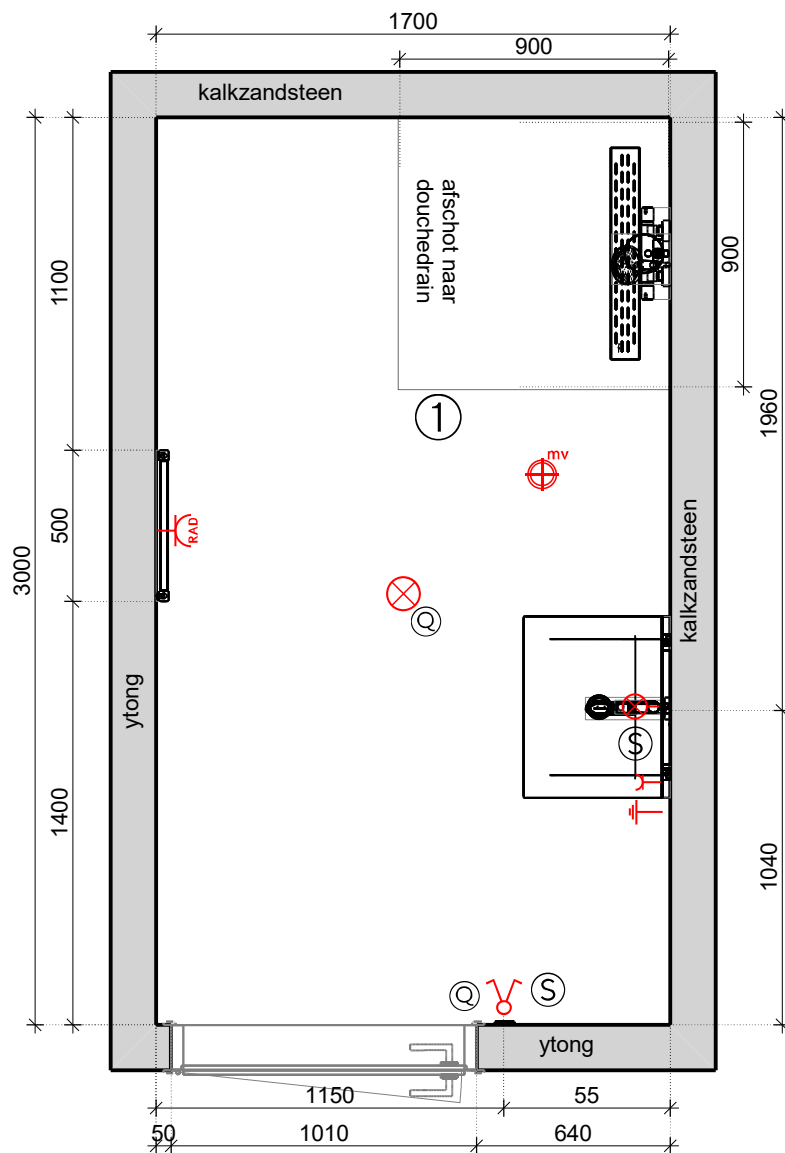 1700
900
kalkzandsteen
afschot naar
douchedrain
900
1100
1960
1
mv
kalkzandsteen
500
RAD
3000
Q
ytong
S
1400
1040
Q
S
ytong
1150
55
50
1010
640